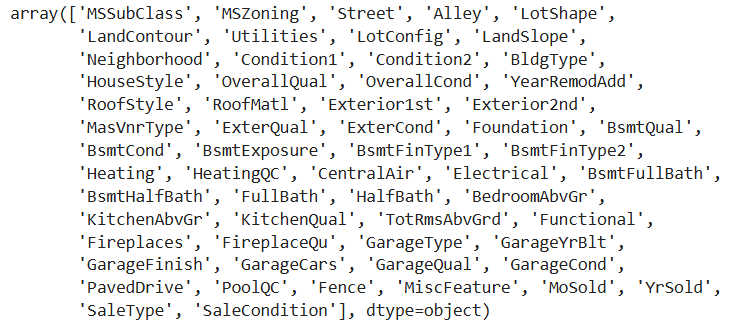 array(['MSSubClass', 'MSZoning', 'Street', 'Alley', 'LotShape',
'LandContour', 'Utilities', 'LotConfig', 'LandSlope',
'Neighborhood', 'Condition1', 'Condition2', 'BldgType',
'HouseStyle', 'OverallQual', 'OverallCond', 'YearRemodAdd',
'RoofStyle', 'RoofMatl', 'Exterior1st', 'Exterior2nd',
'MasVnrType', 'ExterQual', 'ExterCond', 'Foundation', 'BsmtQual',
'BsmtCond', 'BsmtExposure', 'BsmtFinType1', 'BsmtFinType2',
'Heating', 'HeatingQC', 'CentralAir', 'Electrical', 'BsmtFullBath',
'BsmtHalfBath', 'FullBath', 'HalfBath', 'BedroomAbvGr',
'KitchenAbvGr', 'KitchenQual', 'TotRmsAbvGrd', 'Functional',
'Fireplaces', 'FireplaceQu', 'GarageType', 'GarageYrBlt',
'GarageFinish', 'GarageCars', 'GarageQual', 'GarageCond',
'PavedDrive', 'PoolQC', 'Fence', 'MiscFeature', 'MoSold', 'YrSold',
'SaleType', 'SaleCondition'], dtype=object)